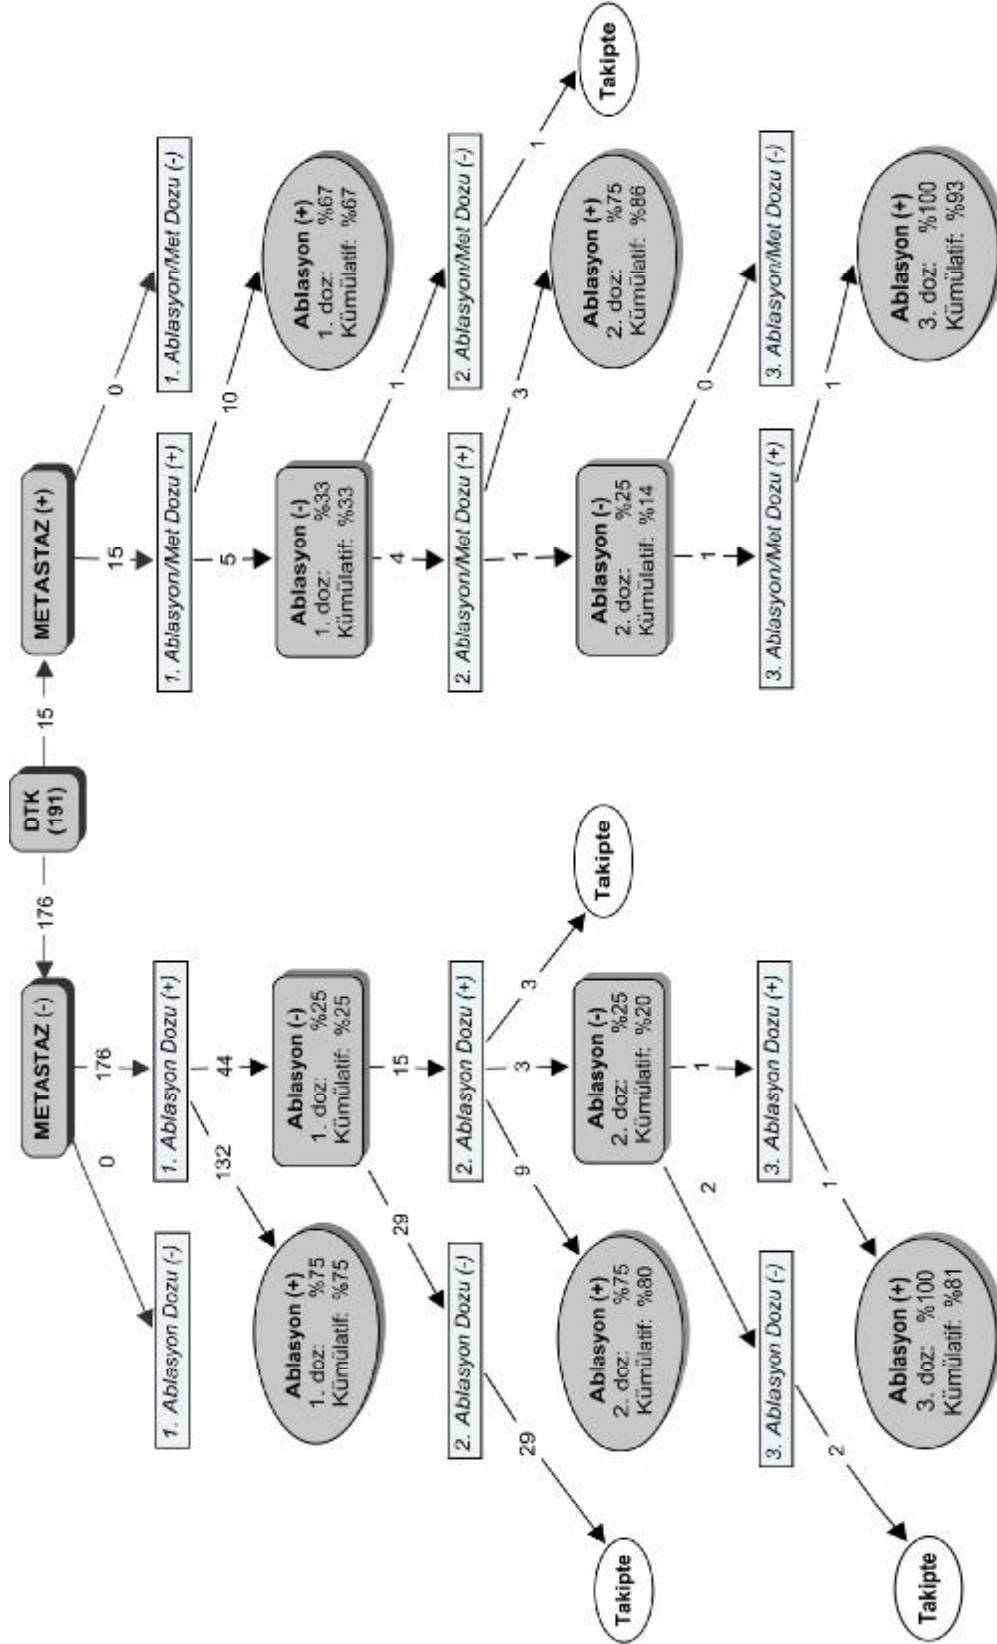 DTK
(191)
176
15
METASTAZ (-)
METASTAZ (+)
0
176
15
0
1. Ablasyon Dozu (-)
1. Ablasyon Dozu (+)
1. Ablasyon/Met Dozu (+)
1. Ablasyon/Met Dozu (-)
132
44
5
10
Ablasyon (+)
1. doz: %75
Kümülatif: %75
Ablasyon (-)
1. doz: %25
Kümülatif: %25
Ablasyon (-)
1. doz: %33
Kümülatif: %33
Ablasyon (+)
1. doz: %67
Kümülatif: %67
29
15
4
1
2. Ablasyon Dozu (-)
2. Ablasyon Dozu (+)
2. Ablasyon/Met Dozu (+)
2. Ablasyon/Met Dozu (-)
29
9
3
3
1
3
1
Takipte
Ablasyon (+)
2. doz: %75
Kümülatif: %80
Ablasyon (-)
2. doz: %25
Kümülatif: %20
Takipte
Ablasyon (-)
2. doz: %25
Kümülatif: %14
Ablasyon (+)
2. doz: %75
Kümülatif: %86
Takipte
2
1
1
0
3. Ablasyon Dozu (-)
3. Ablasyon Dozu (+)
3. Ablasyon/Met Dozu (+)
3. Ablasyon/Met Dozu (-)
2
1
1
Takipte
Ablasyon (+)
3. doz: %100
Kümülatif: %81
Ablasyon (+)
3. doz: %100
Kümülatif: %93